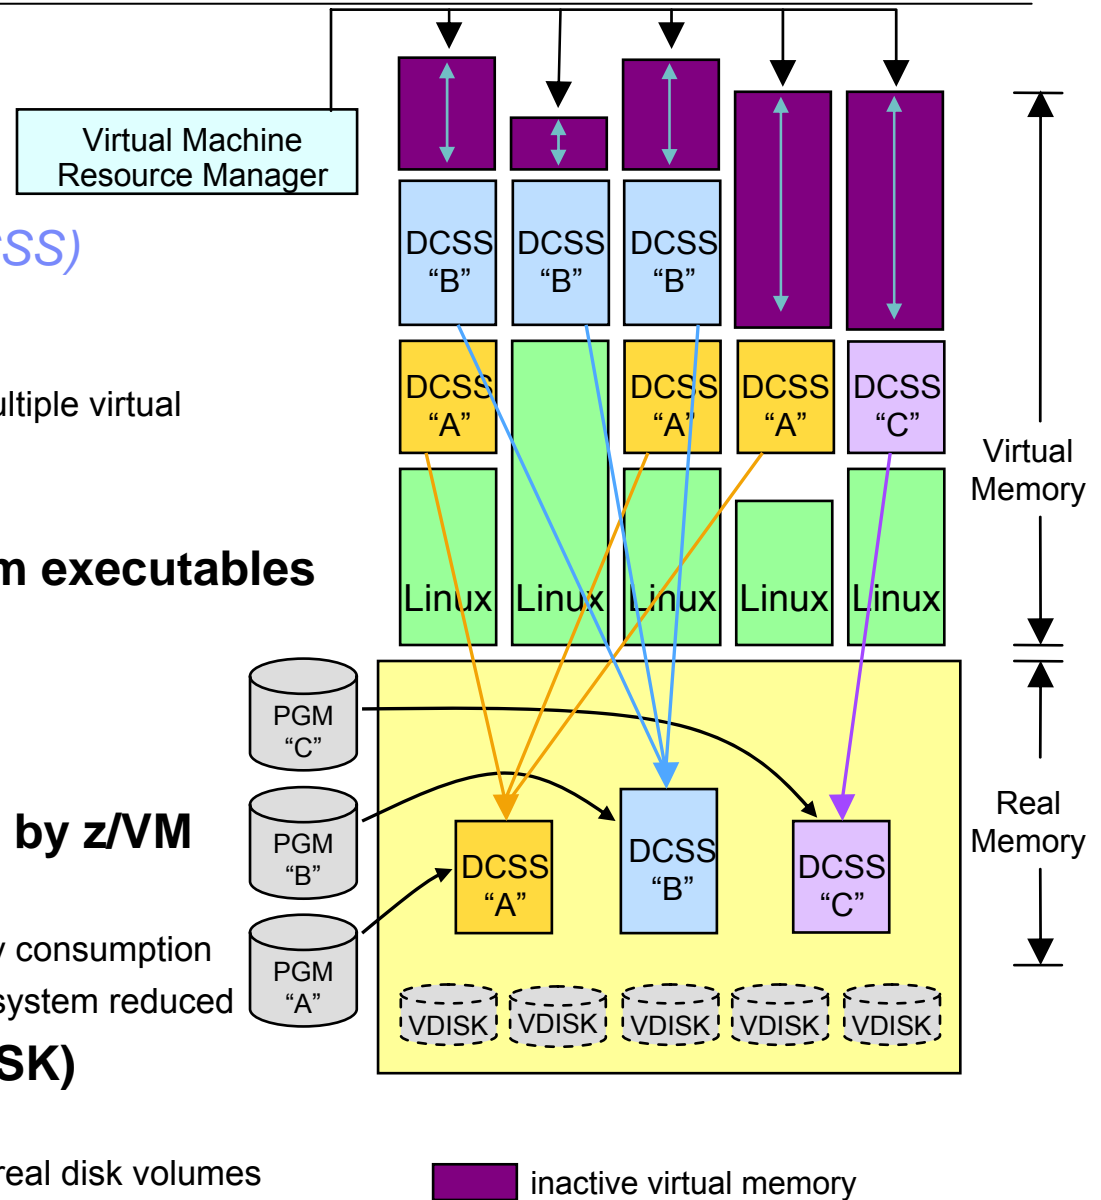 Virtual Machine
Resource Manager
CSS)
DCSS
“B”
DCSS
“B”
DCSS
“B”
DCSS
“A”
DCSS
“A”
DCSS
“A”
DCSS
“C”
ultiple virtual
Virtual
Memory
m executables
Linux Linux Linux Linux Linux
PGM
“C”
by z/VM
PGM
“B”
DCSS
“A”
DCSS
“B”
DCSS
“C”
Real
Memory
y consumption
PGM
“A”
system reduced
VDISK VDISK VDISK VDISK VDISK
SK)
real disk volumes
inactive virtual memory